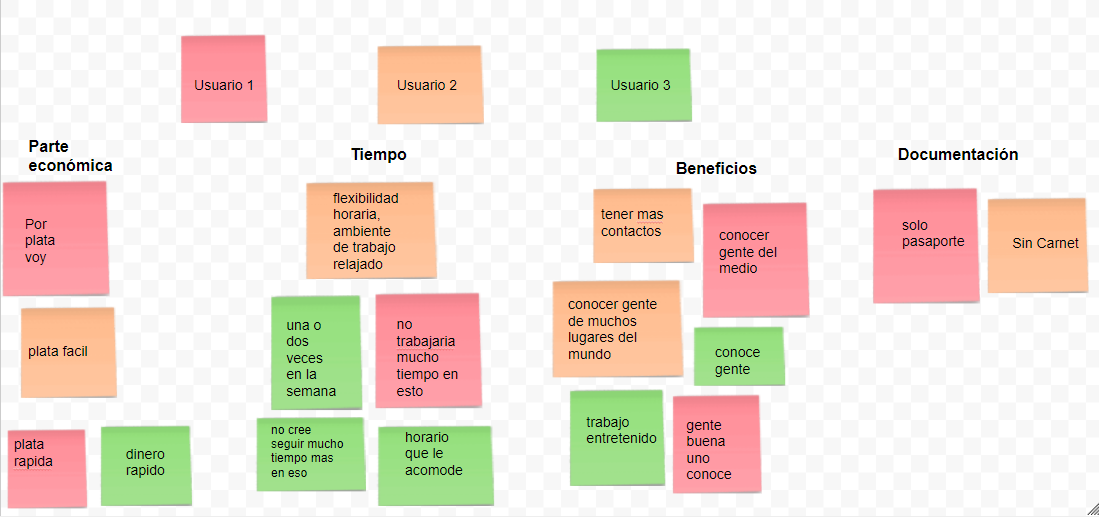 Usuario 1
Usuario 2
Usuario 3
Parte
económica
Por
plata
voy
plata facil
plata
rapida
dinero
rapido
Tiempo
flexibilidad
horaria,
ambiente
de trabajo
relajado
una o
dos
veces
en la
semana
no
trabajaria
mucho
tiempo en
esto
no cree
seguir mucho
tiempo mas
en eso
horario
que le
acomode
Beneficios
tener mas
contactos
conocer
gente del
medio
conocer gente
de muchos
lugares del
mundo
conoce
gente
trabajo
entretenido
gente
buena
uno
conoce
Documentación
solo
pasaporte
Sin Carnet